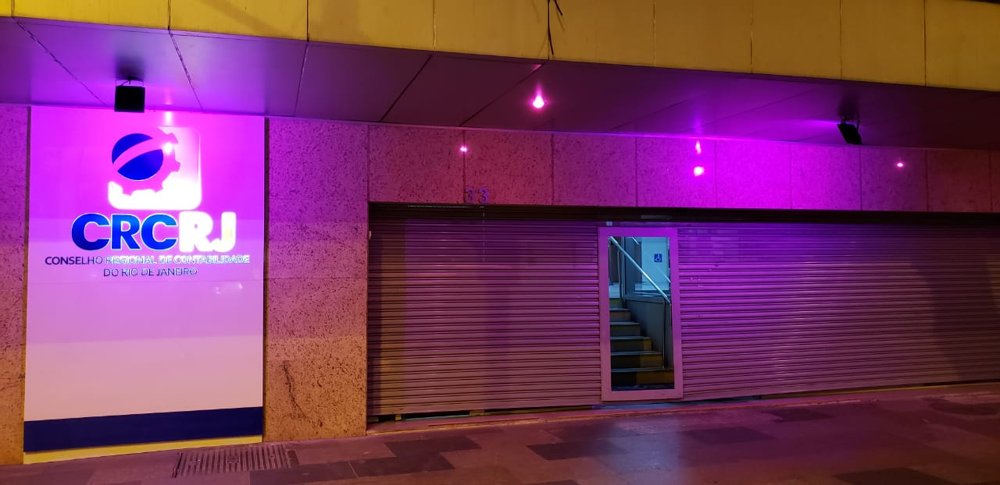 CRCRJ
CONSELHO REGIONAL DE CONTABILIDADE
DO RIO DE JANEIRO
33